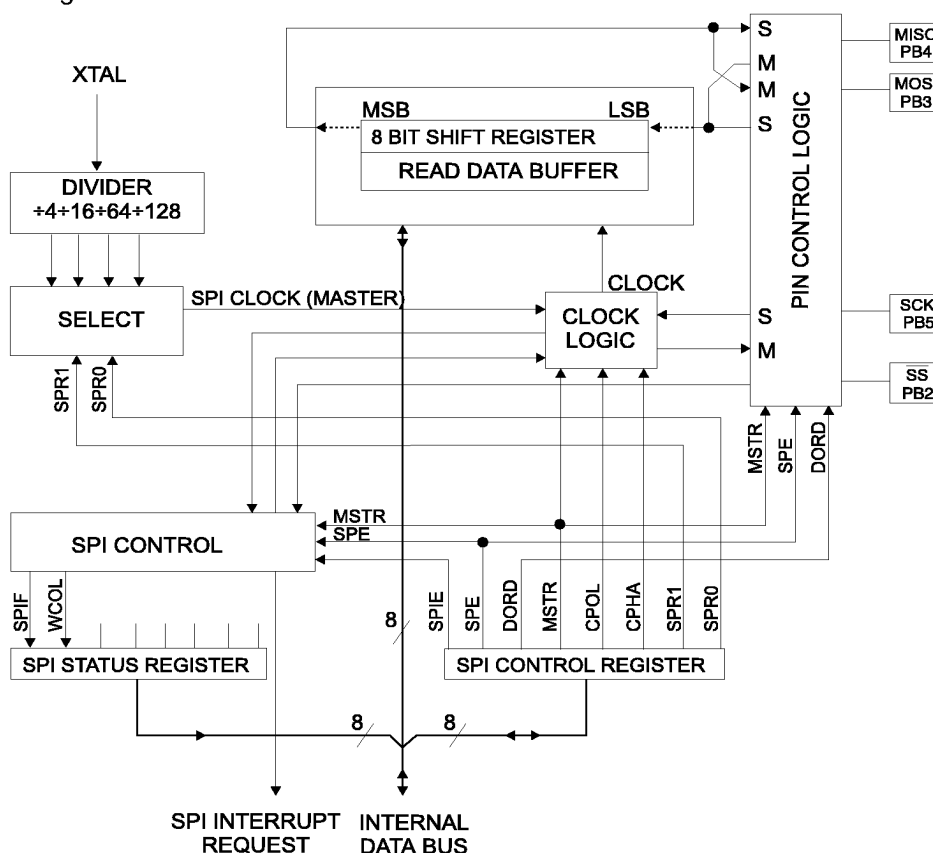 S
MISO
PB4
M
XTAL
MOSI
PB3
M
MSB
LSB
S
8 BIT SHIFT REGISTER
READ DATA BUFFER
DIVIDER
÷4÷16÷64÷128
PIN CONTROL LOGIC
CLOCK
SPI CLOCK (MASTER)
SELECT
CLOCK
LOGIC
S
SCK
PB5
M
SS
PB2
SPR1
SPR0
MSTR
SPE
DORD
MSTR
SPE
SPI CONTROL
SPIF
WCOL
8
SPIE
SPE
DORD
MSTR
CPOL
CPHA
SPR1
SPR0
SPI STATUS REGISTER
SPI CONTROL REGISTER
8
8
SPI INTERRUPT
REQUEST
INTERNAL
DATA BUS